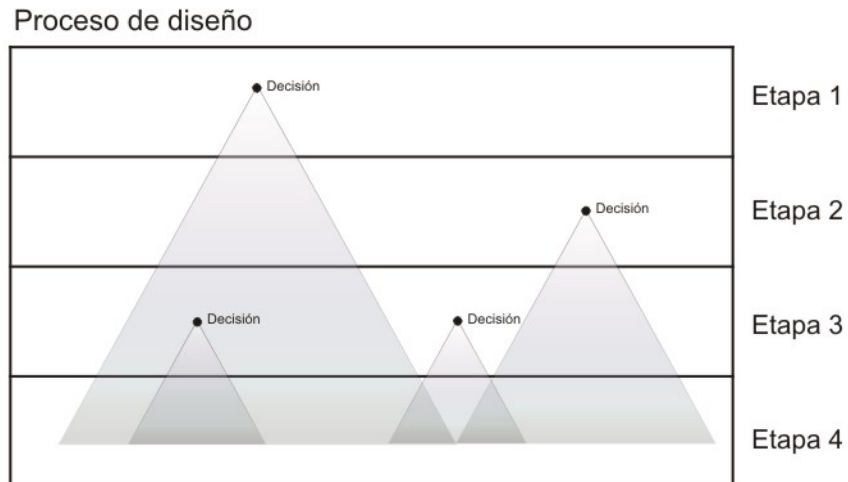 Proceso de diseño
Decisión
Etapa 1
Decisión
Etapa 2
Decisión
Decisión
Etapa 3
Etapa 4